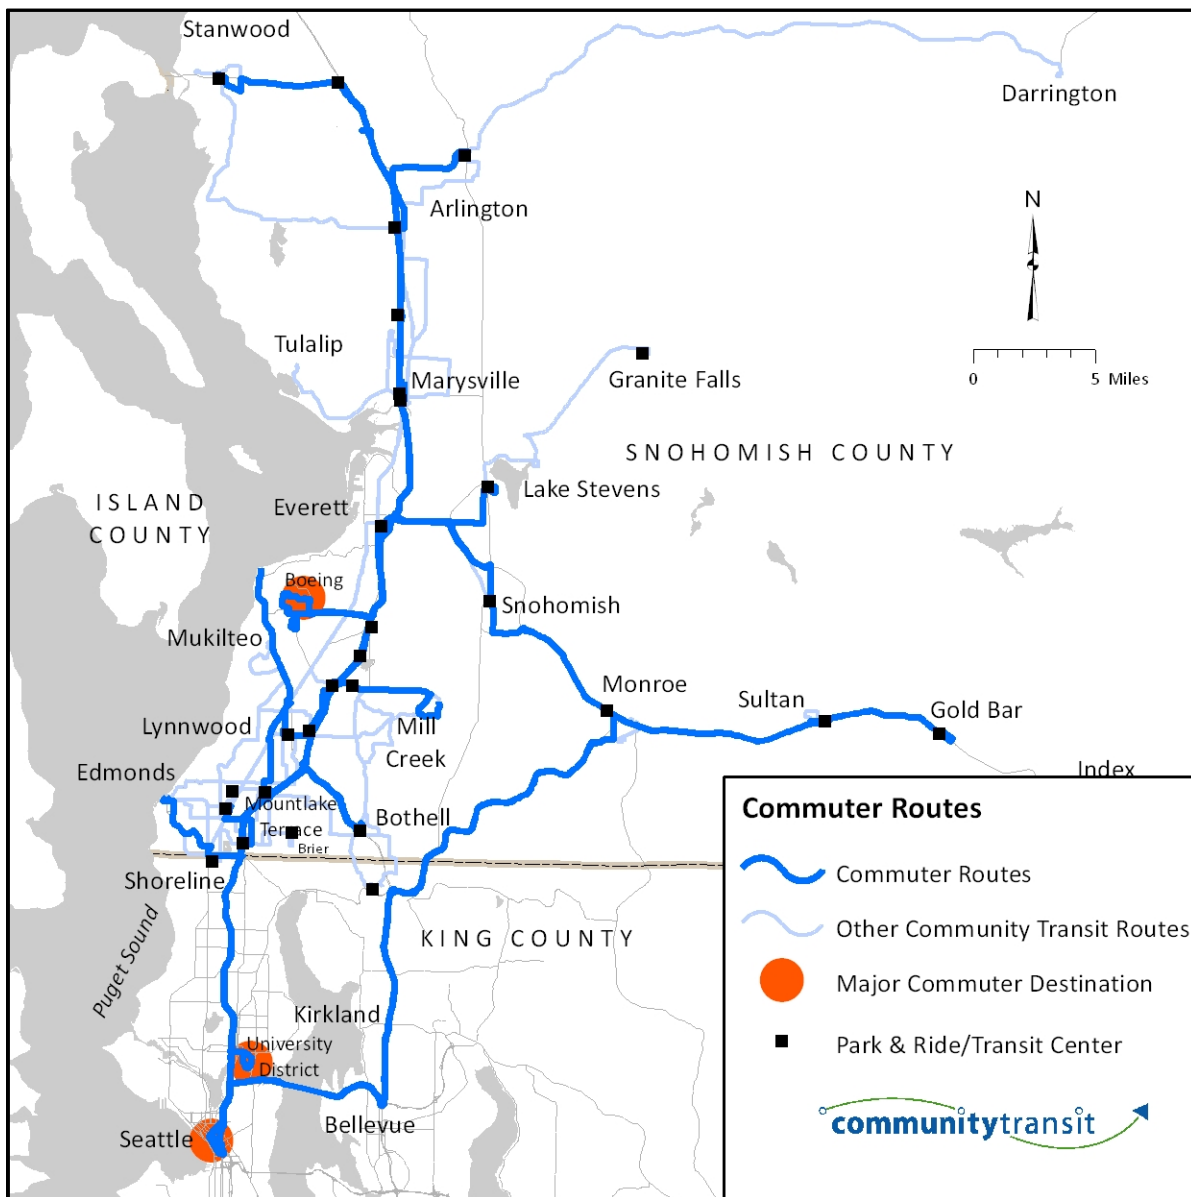 Stanwood
Darrington
N
Arlington
Tulalip
Marysville
Granite Falls
0 5 Miles
SNOHOMISH COUNTY
ISLAND
COUNTY
Everett
Lake Stevens
Boeing
Snohomish
Mukilteo
Monroe
Sultan
Gold Bar
Lynnwood
Mill
Creek
Edmonds
Index
Mountlake
Terrace
Brier
Bothell
Shoreline
Puget Sound
KING COUNTY
Kirkland
University
District
Bellevue
Seattle
Commuter Routes
Commuter Routes
Other Community Transit Routes
Major Commuter Destination
Park & Ride/Transit Center
communitytransit